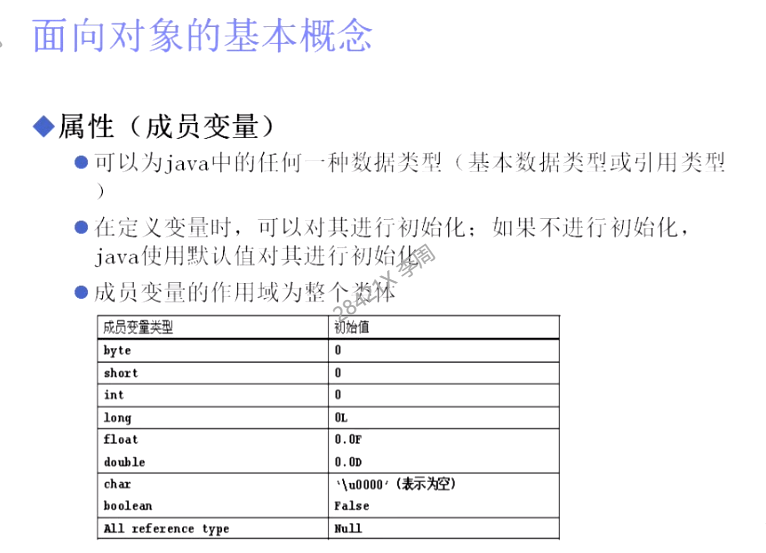 面向对象的基本概念
属性（成员变量）
可以为java中的任何一种数据类型（基本数据类型或引用类型
）
在定义变量时，可以对其进行初始化；如果不进行初始化，
java使用默认值对其进行初始化
成员变量的作用域为整个类体
成员变量类型 初始值
byte 0
short 0
int 0
long 0L
float 0.0F
double 0.0D
char '\u0000'（表示为空）
boolean False
All reference type Null
李周